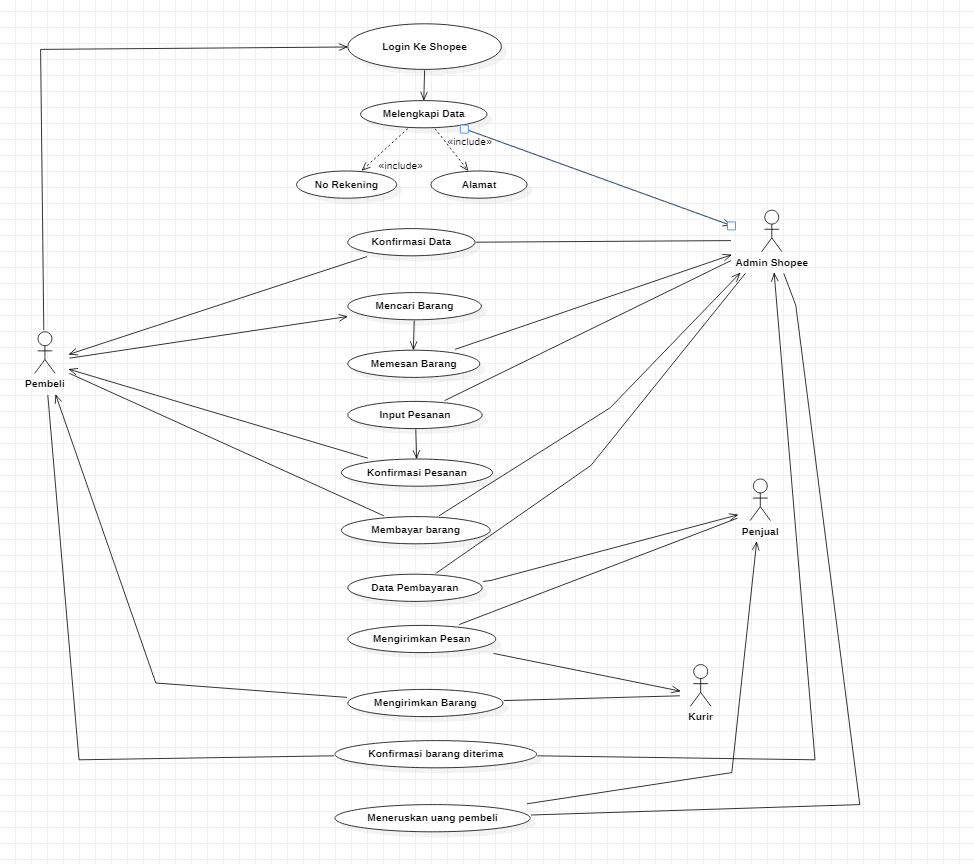 Login Ke Shopee
Melengkapi Data
«include»
«include»
No Rekening
Alamat
Konfirmasi Data
Admin Shopee
Mencari Barang
Memesan Barang
Pembeli
Input Pesanan
Konfirmasi Pesanan
Membayar barang
Penjual
Data Pembayaran
Mengirimkan Pesan
Mengirimkan Barang
Kurir
Konfirmasi barang diterima
Meneruskan uang pembeli